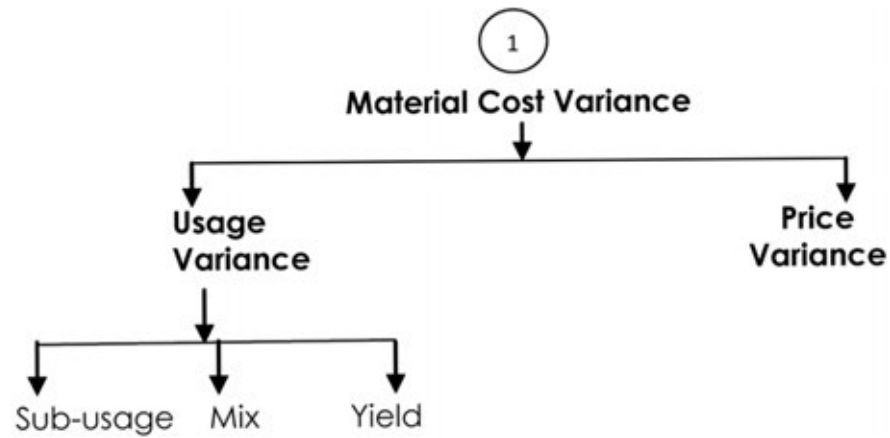 1
Material Cost Variance
Usage
Variance
Price
Variance
Sub-usage Mix Yield